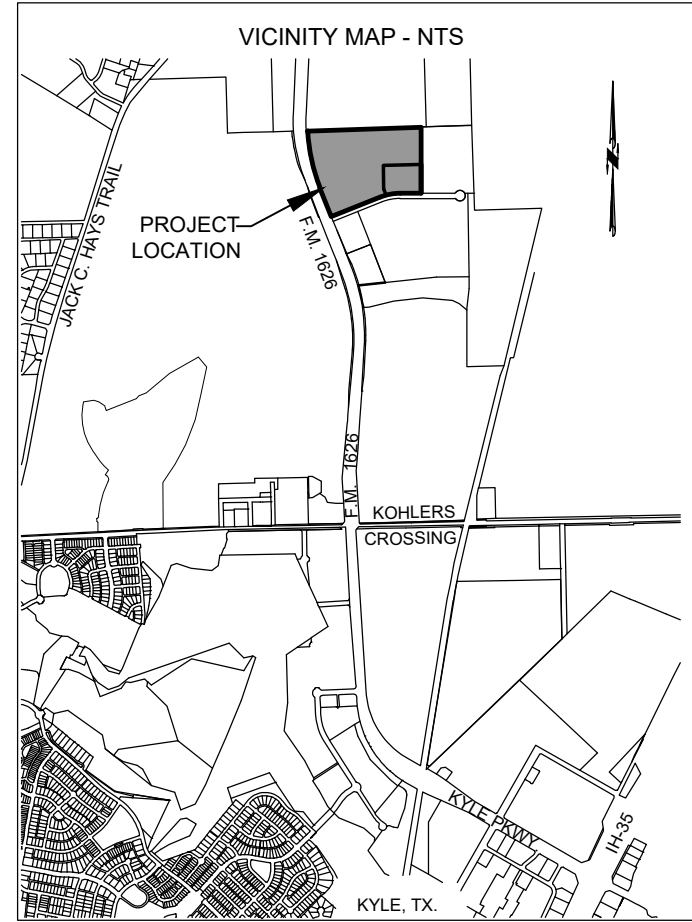 VICINITY MAP - NTS
N
JACK C. HAYS TRAIL
PROJECT
LOCATION
F.M. 1626
F.M. 1626
KOHLERS
CROSSING
KYLE PKWY
IH-35
KYLE, TX.